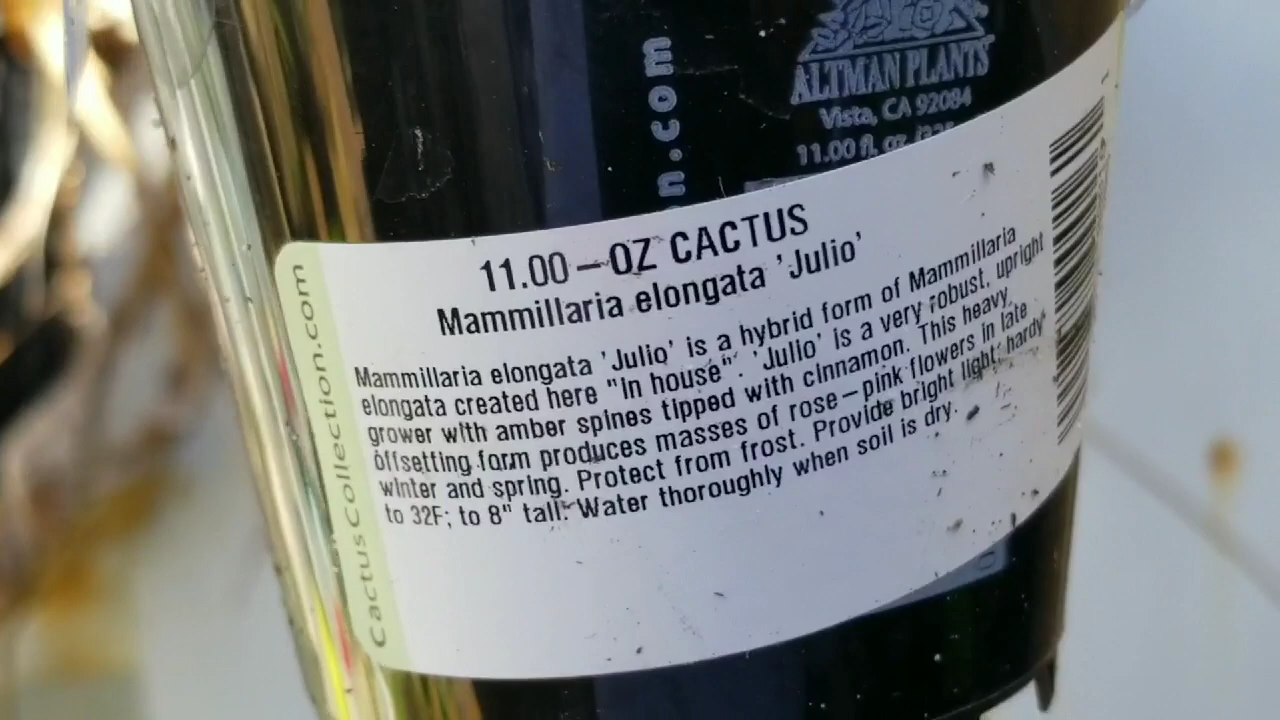 n.com
ALTMAN PLANTS
Vista, CA 92084
11.00 fl. oz.
11.00-OZ CACTUS
Mammillaria elongata 'Julio'
Mammillaria elongata 'Julio' is a hybrid form of Mammillaria
elongata created here "in house". 'Julio' is a very robust, upright
grower with amber spines tipped with cinnamon. This heavy
offsetting form produces masses of rose-pink flowers in late
winter and spring. Protect from frost. Provide bright light; hardy
to 32F; to 8" tall. Water thoroughly when soil is dry.
CactusCollection.com